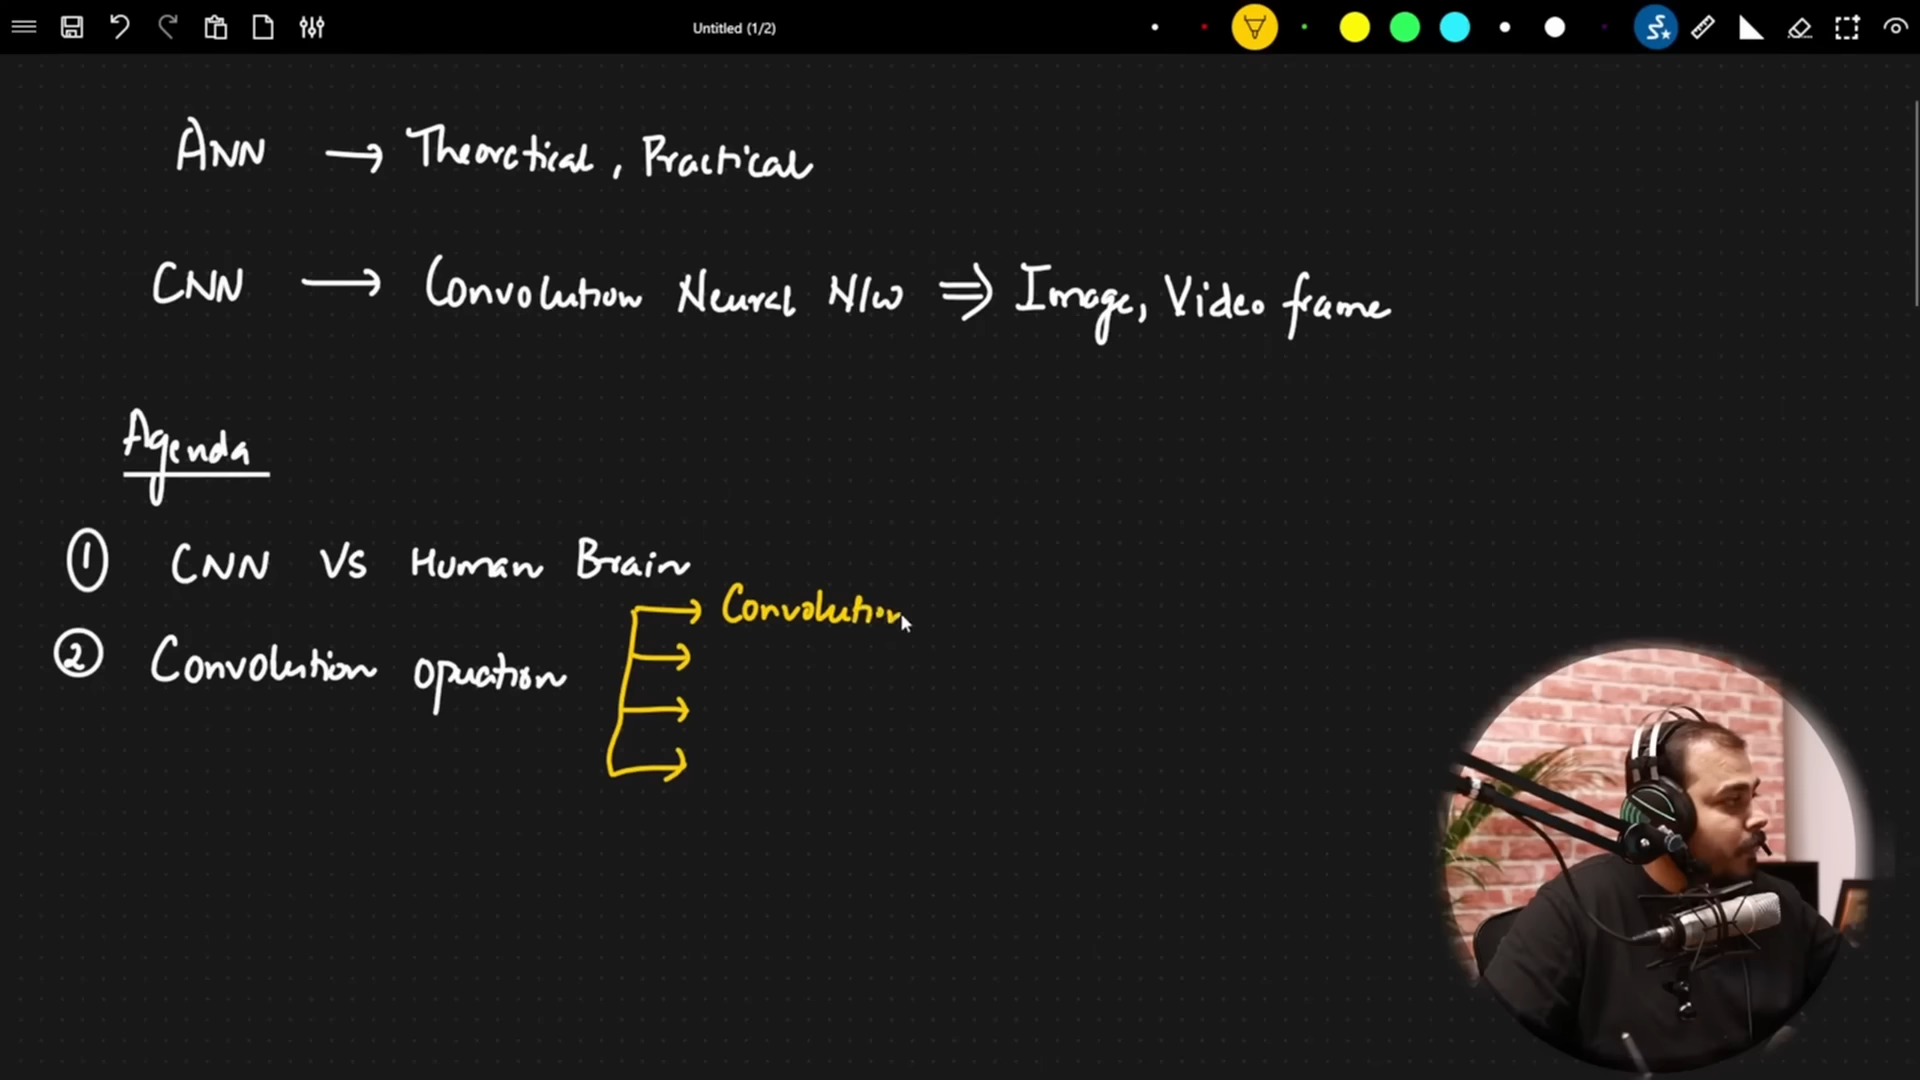 Untitled (1/2)
ANN → Theoretical, Practical
CNN → Convolution Neural N/W ⇒ Image, Video frame
Agenda
① CNN Vs Human Brain
→ Convolution
② Convolution operation